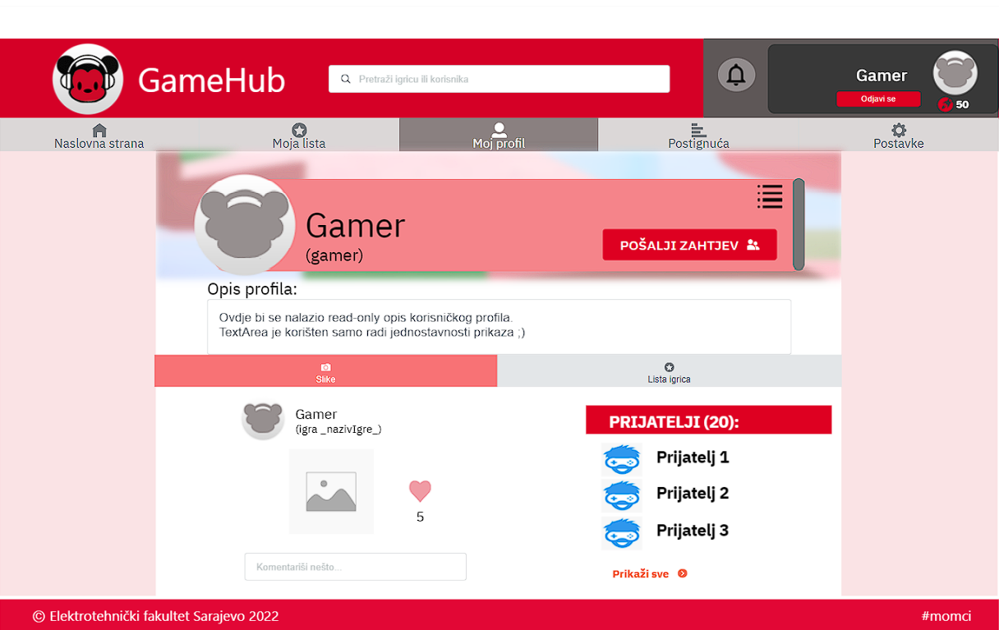 GameHub
Pretraži igricu ili korisnika
Gamer
Odjavi se
50
Naslovna strana
Moja lista
Moj profil
Postignuća
Postavke
Gamer
(gamer)
POŠALJI ZAHTJEV
Opis profila:
Ovdje bi se nalazio read-only opis korisničkog profila.
TextArea je korišten samo radi jednostavnosti prikaza ;)
Slike
Lista igrica
Gamer
(igra _nazivIgre_)
5
Komentariši nešto...
PRIJATELJI (20):
Prijatelj 1
Prijatelj 2
Prijatelj 3
Prikaži sve
© Elektrotehnički fakultet Sarajevo 2022
#momci